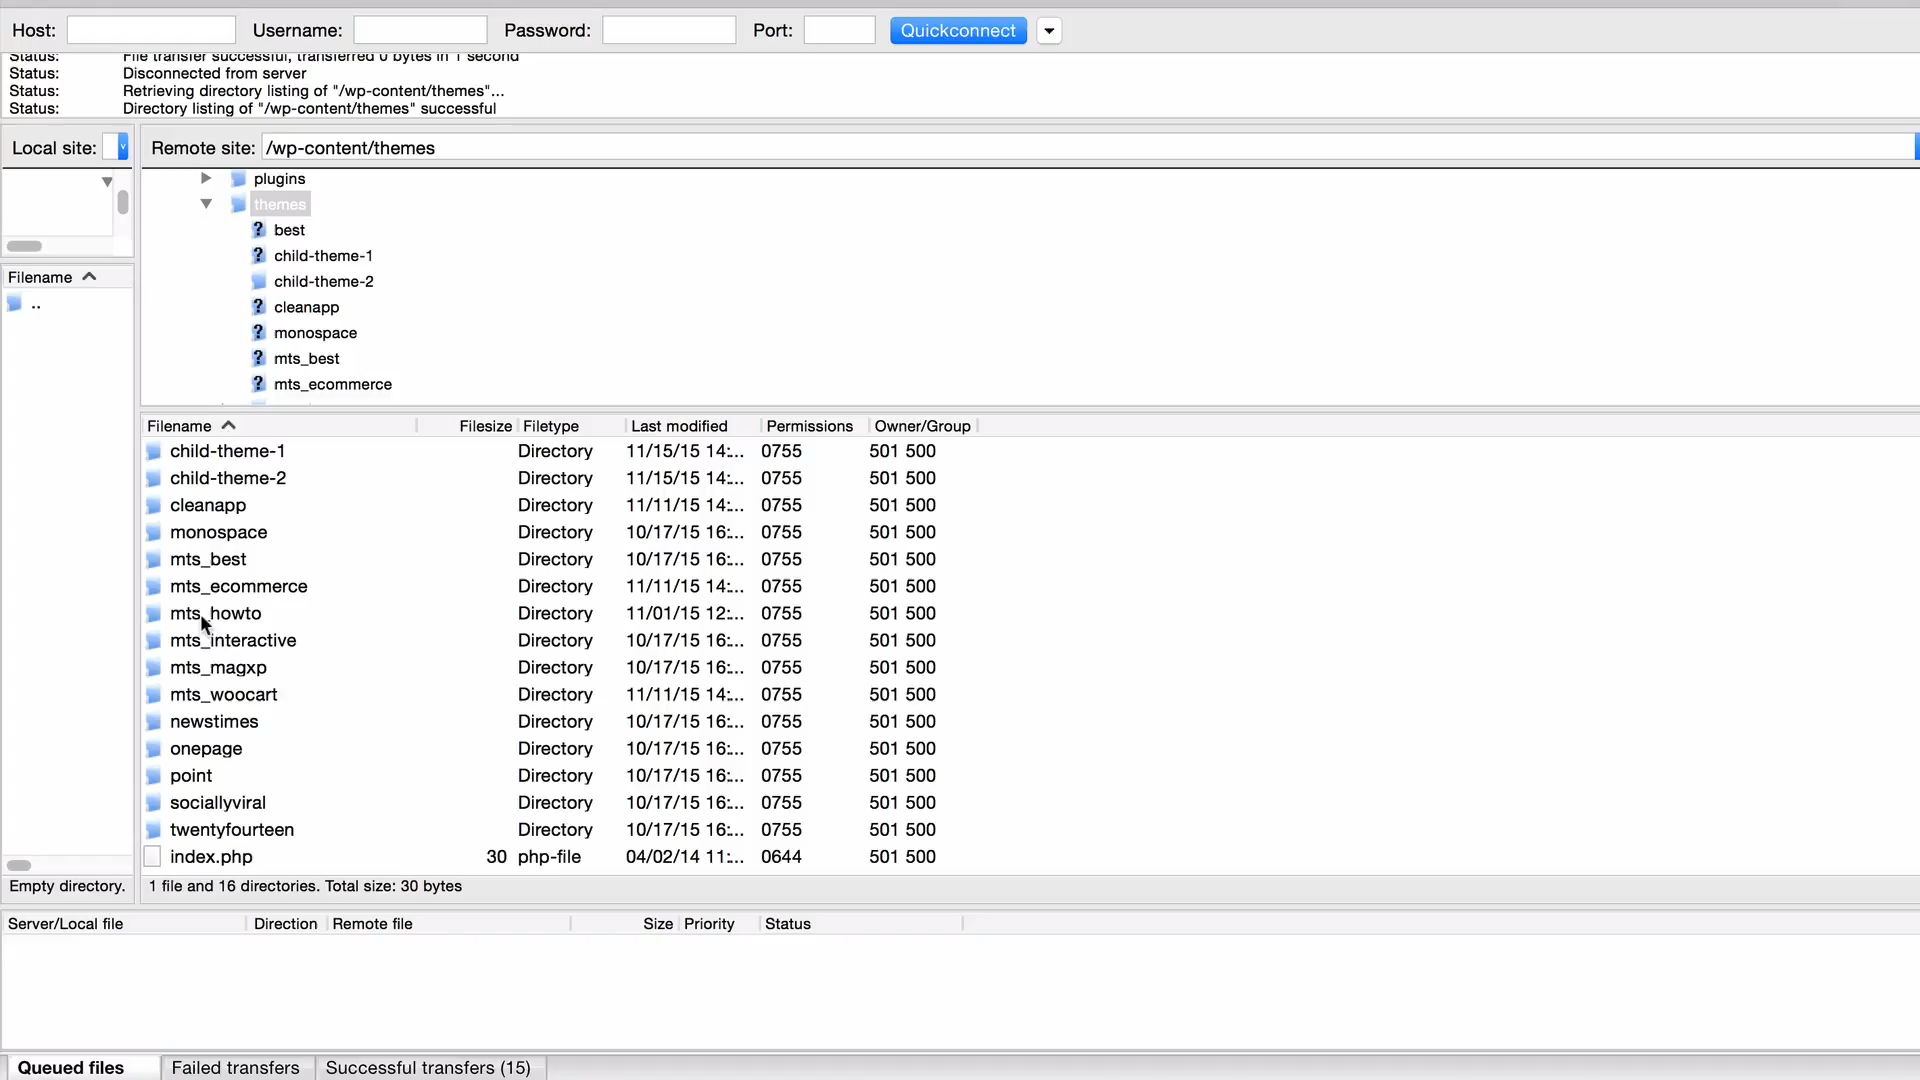 Host: Username: Password: Port: Quickconnect
Status: File transfer successful, transferred 0 bytes in 1 second
Status: Disconnected from server
Status: Retrieving directory listing of "/wp-content/themes"...
Status: Directory listing of "/wp-content/themes" successful
Local site: Remote site: /wp-content/themes
plugins
themes
best
child-theme-1
child-theme-2
cleanapp
monospace
mts_best
mts_ecommerce
Filename
..
Filename Filesize Filetype Last modified Permissions Owner/Group
child-theme-1 Directory 11/15/15 14:... 0755 501 500
child-theme-2 Directory 11/15/15 14:... 0755 501 500
cleanapp Directory 11/11/15 14:... 0755 501 500
monospace Directory 10/17/15 16:... 0755 501 500
mts_best Directory 10/17/15 16:... 0755 501 500
mts_ecommerce Directory 11/11/15 14:... 0755 501 500
mts_howto Directory 11/01/15 12:... 0755 501 500
mts_interactive Directory 10/17/15 16:... 0755 501 500
mts_magxp Directory 10/17/15 16:... 0755 501 500
mts_woocart Directory 11/11/15 14:... 0755 501 500
newstimes Directory 10/17/15 16:... 0755 501 500
onepage Directory 10/17/15 16:... 0755 501 500
point Directory 10/17/15 16:... 0755 501 500
sociallyviral Directory 10/17/15 16:... 0755 501 500
twentyfourteen Directory 10/17/15 16:... 0755 501 500
index.php 30 php-file 04/02/14 11:... 0644 501 500
Empty directory. 1 file and 16 directories. Total size: 30 bytes
Server/Local file Direction Remote file Size Priority Status
Queued files Failed transfers Successful transfers (15)